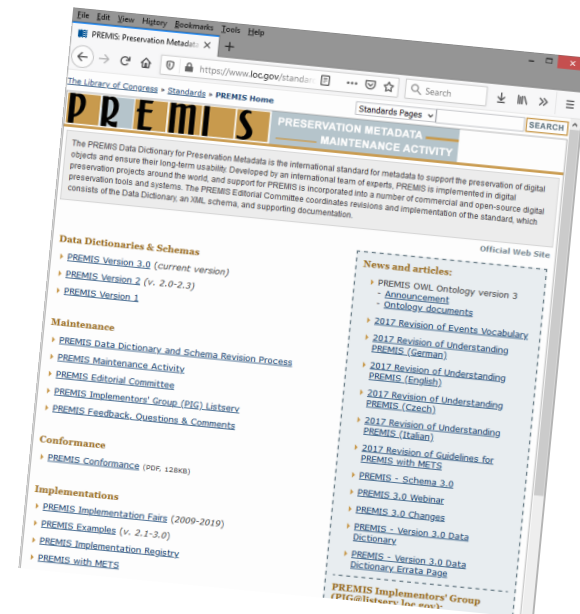 File Edit View History Bookmarks Tools Help
PREMIS: Preservation Metadata
https://www.loc.gov/standar
Search
The Library of Congress » Standards » PREMIS Home
Standards Pages
SEARCH
PREMIS
PRESERVATION METADATA
MAINTENANCE ACTIVITY
The PREMIS Data Dictionary for Preservation Metadata is the international standard for metadata to support the preservation of digital
objects and ensure their long-term usability. Developed by an international team of experts, PREMIS is implemented in digital
preservation projects around the world, and support for PREMIS is incorporated into a number of commercial and open-source digital
preservation tools and systems. The PREMIS Editorial Committee coordinates revisions and implementation of the standard, which
consists of the Data Dictionary, an XML schema, and supporting documentation.
Official Web Site
Data Dictionaries & Schemas
PREMIS Version 3.0 (current version)
PREMIS Version 2 (v. 2.0-2.3)
PREMIS Version 1
Maintenance
PREMIS Data Dictionary and Schema Revision Process
PREMIS Maintenance Activity
PREMIS Editorial Committee
PREMIS Implementors' Group (PIG) Listserv
PREMIS Feedback, Questions & Comments
Conformance
PREMIS Conformance (PDF, 128KB)
Implementations
PREMIS Implementation Fairs (2009-2019)
PREMIS Examples (v. 2.1-3.0)
PREMIS Implementation Registry
PREMIS with METS
News and articles:
PREMIS OWL Ontology version 3
- Announcement
- Ontology documents
2017 Revision of Events Vocabulary
2017 Revision of Understanding
PREMIS (German)
2017 Revision of Understanding
PREMIS (English)
2017 Revision of Understanding
PREMIS (Czech)
2017 Revision of Understanding
PREMIS (Italian)
2017 Revision of Guidelines for
PREMIS with METS
PREMIS - Schema 3.0
PREMIS 3.0 Webinar
PREMIS 3.0 Changes
PREMIS - Version 3.0 Data
Dictionary
PREMIS - Version 3.0 Data
Dictionary Errata Page
PREMIS Implementors' Group
(PIG@listserv.loc.gov):